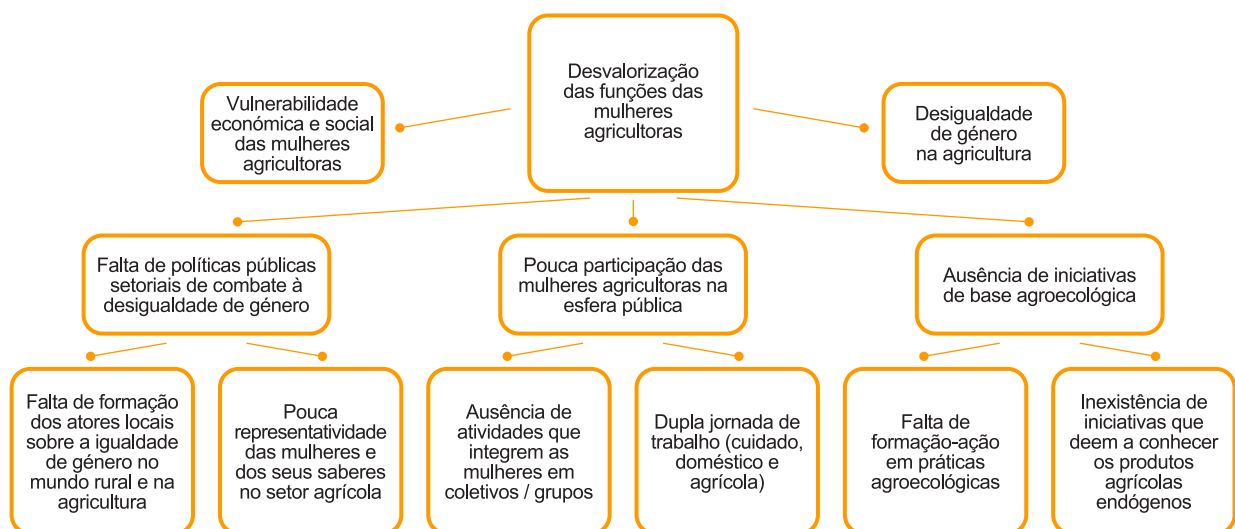 Desvalorização
das funções das
mulheres
agricultoras
Vulnerabilidade
económica e social
das mulheres
agricultoras
Desigualdade
de género
na agricultura
Falta de políticas públicas
setoriais de combate à
desigualdade de género
Pouca participação das
mulheres agricultoras na
esfera pública
Ausência de iniciativas
de base agroecológica
Falta de formação
dos atores locais
sobre a igualdade
de género no
mundo rural e na
agricultura
Pouca
representatividade
das mulheres e
dos seus saberes
no setor agrícola
Ausência de
atividades que
integrem as
mulheres em
coletivos / grupos
Dupla jornada de
trabalho (cuidado,
doméstico e
agrícola)
Falta de
formação-ação
em práticas
agroecológicas
Inexistência de
iniciativas que
deem a conhecer
os produtos
agrícolas
endógenos